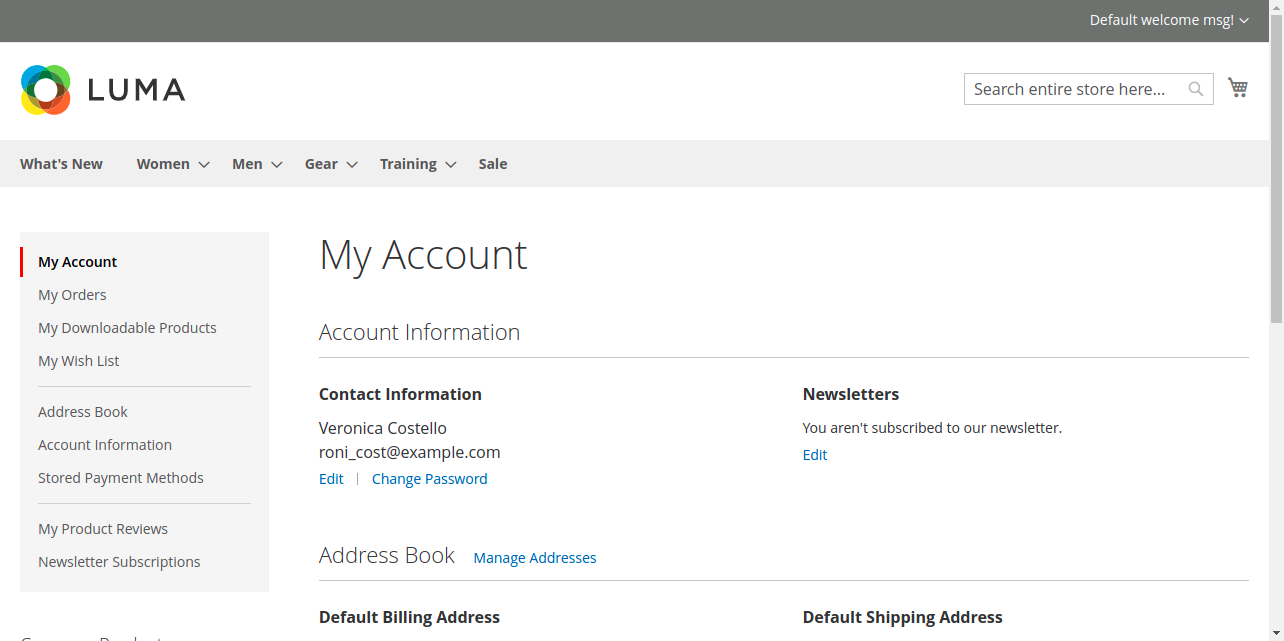 Default welcome msg!
LUMA
Search entire store here...
What's New Women Men Gear Training Sale
My Account
My Orders
My Downloadable Products
My Wish List
Address Book
Account Information
Stored Payment Methods
My Product Reviews
Newsletter Subscriptions
My Account
Account Information
Contact Information
Veronica Costello
roni_cost@example.com
Edit | Change Password
Newsletters
You aren't subscribed to our newsletter.
Edit
Address Book Manage Addresses
Default Billing Address
Default Shipping Address